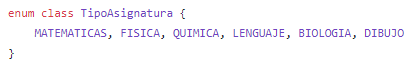 enum class TipoAsignatura {
    MATEMATICAS, FISICA, QUIMICA, LENGUAJE, BIOLOGIA, DIBUJO
}